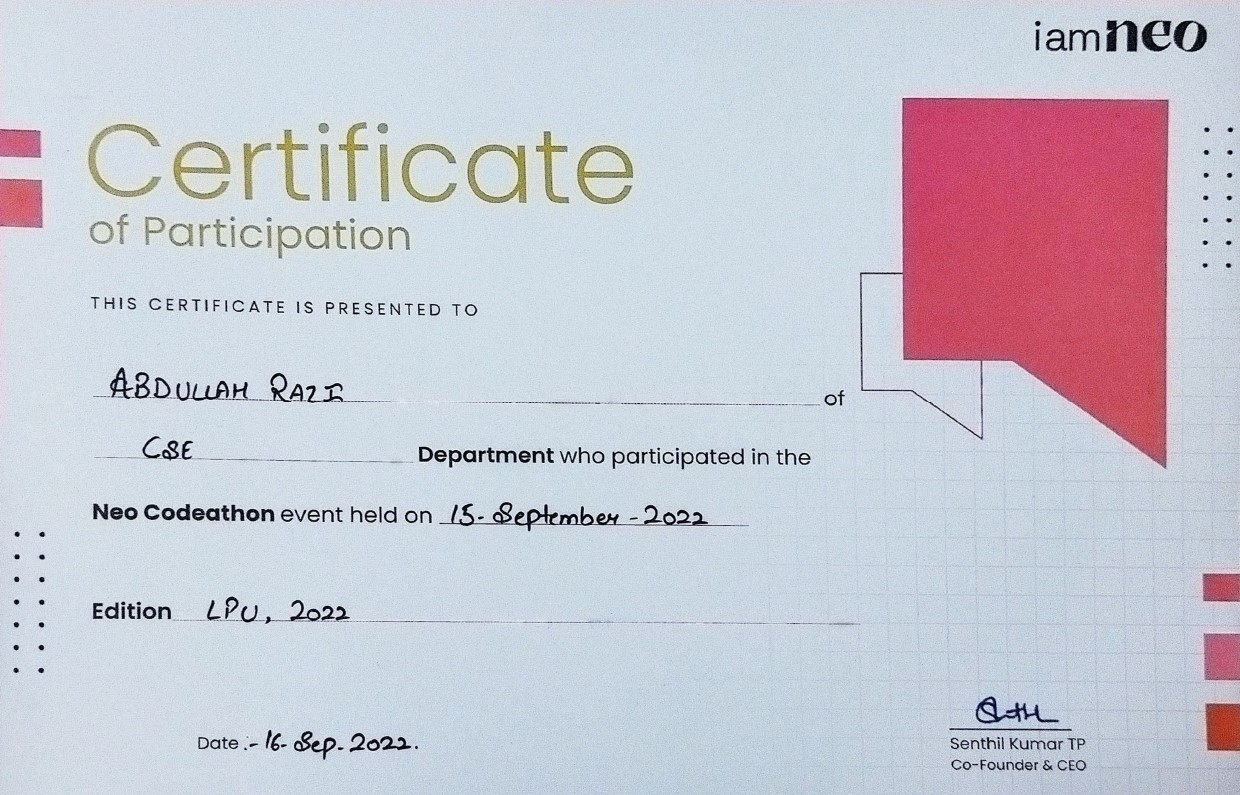 iamneo
Certificate
of Participation
THIS CERTIFICATE IS PRESENTED TO
ABDULLAH RAZI of
CSE Department who participated in the
Neo Codeathon event held on 15-September-2022
Edition LPU, 2022
Date :- 16-Sep-2022.
Senthil Kumar TP
Co-Founder & CEO